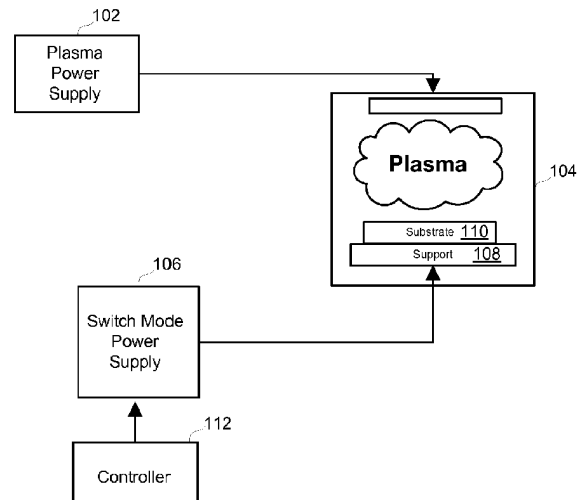 102
Plasma
Power
Supply
Plasma
104
Substrate 110
Support 108
106
Switch Mode
Power
Supply
112
Controller